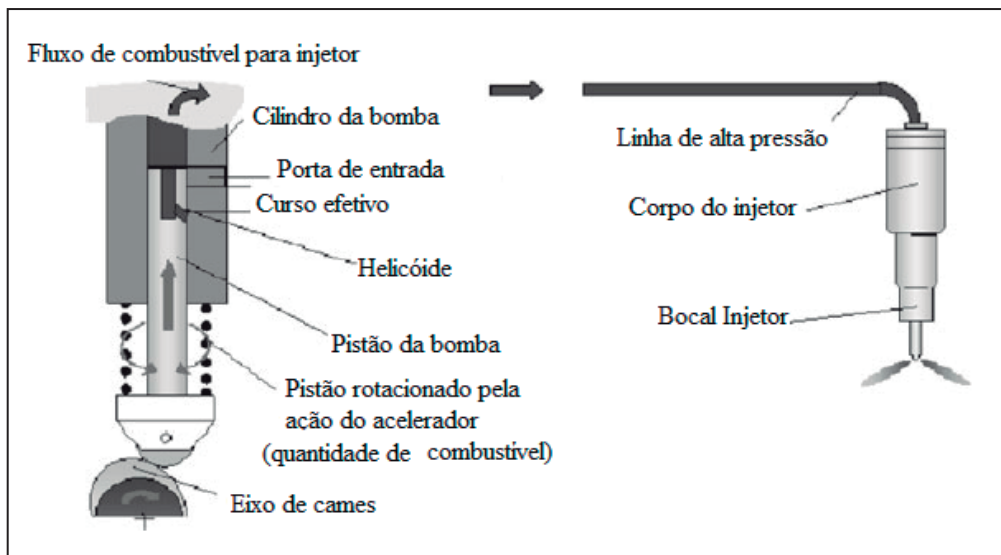 Fluxo de combustível para injetor
Cilindro da bomba
Porta de entrada
Curso efetivo
Helicóide
Pistão da bomba
Pistão rotacionado pela
ação do acelerador
(quantidade de combustível)
Eixo de cames
Linha de alta pressão
Corpo do injetor
Bocal Injetor